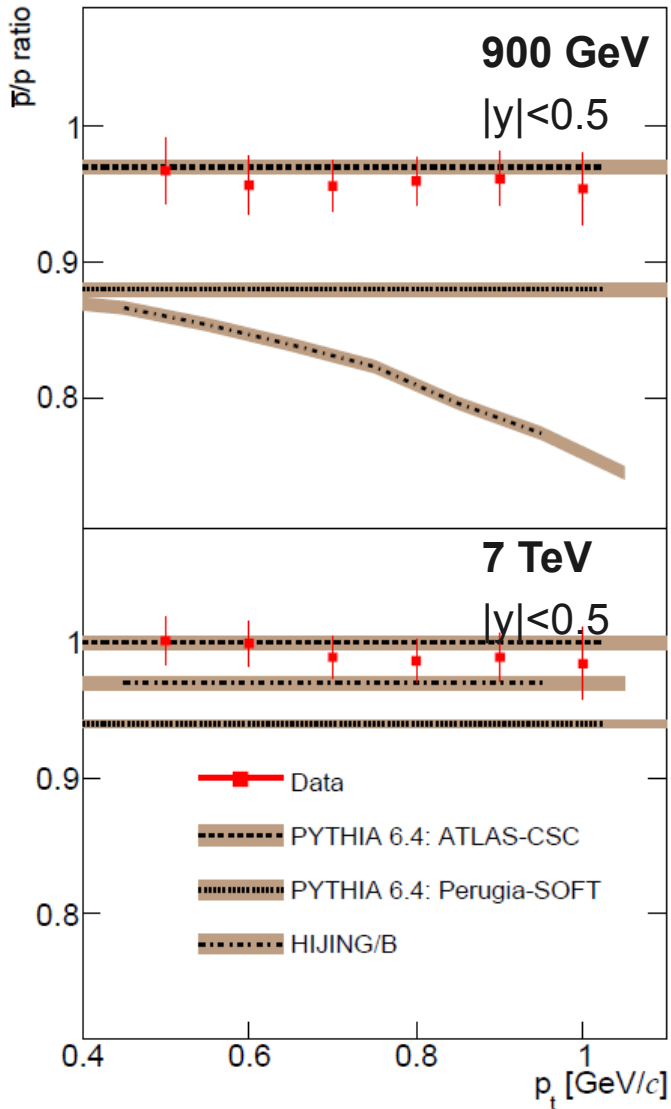 p̅/p ratio
900 GeV
|y|<0.5
1
0.9
0.8
7 TeV
|y|<0.5
1
0.9
Data
PYTHIA 6.4: ATLAS-CSC
PYTHIA 6.4: Perugia-SOFT
0.8
HIJING/B
0.4 0.6 0.8 1
p_t [GeV/c]